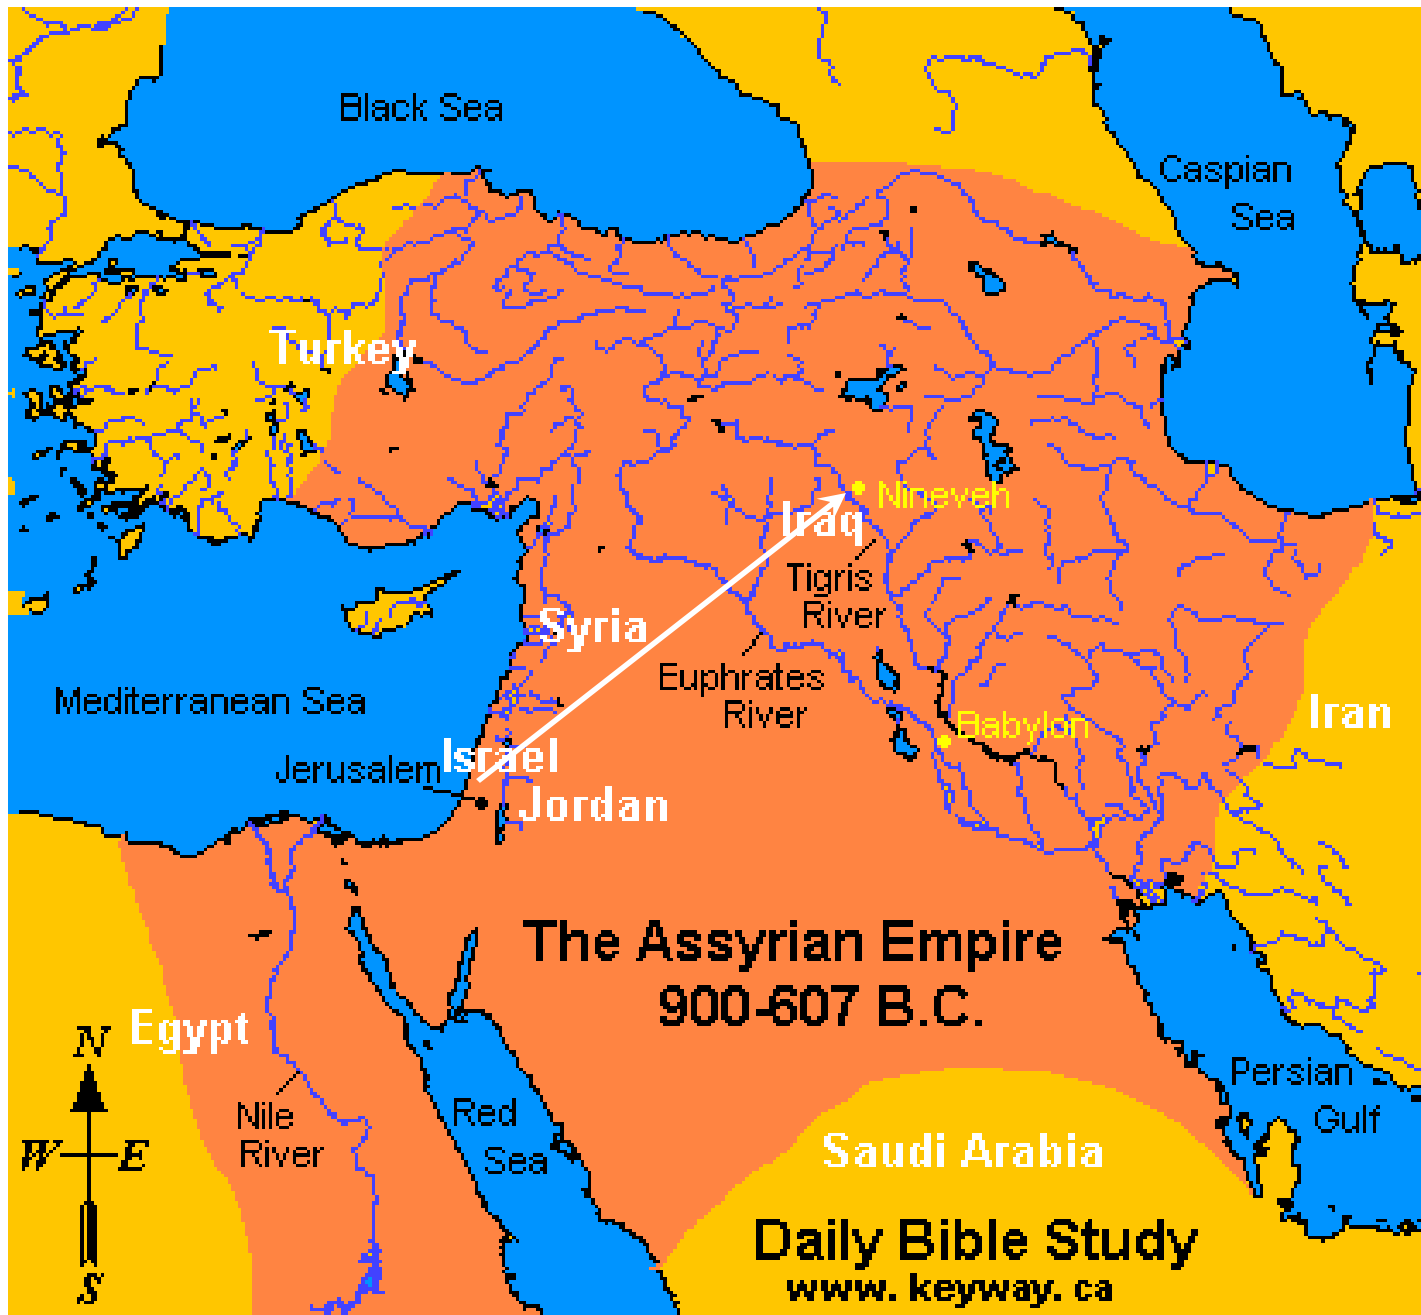 Black Sea
Caspian
Sea
Turkey
Nineveh
Iraq
Tigris
River
Syria
Euphrates
River
Mediterranean Sea
Iran
Babylon
Israel
Jerusalem
Jordan
The Assyrian Empire
900-607 B.C.
Egypt
N
W E
S
Nile
River
Red
Sea
Persian
Gulf
Saudi Arabia
Daily Bible Study
www. keyway. ca